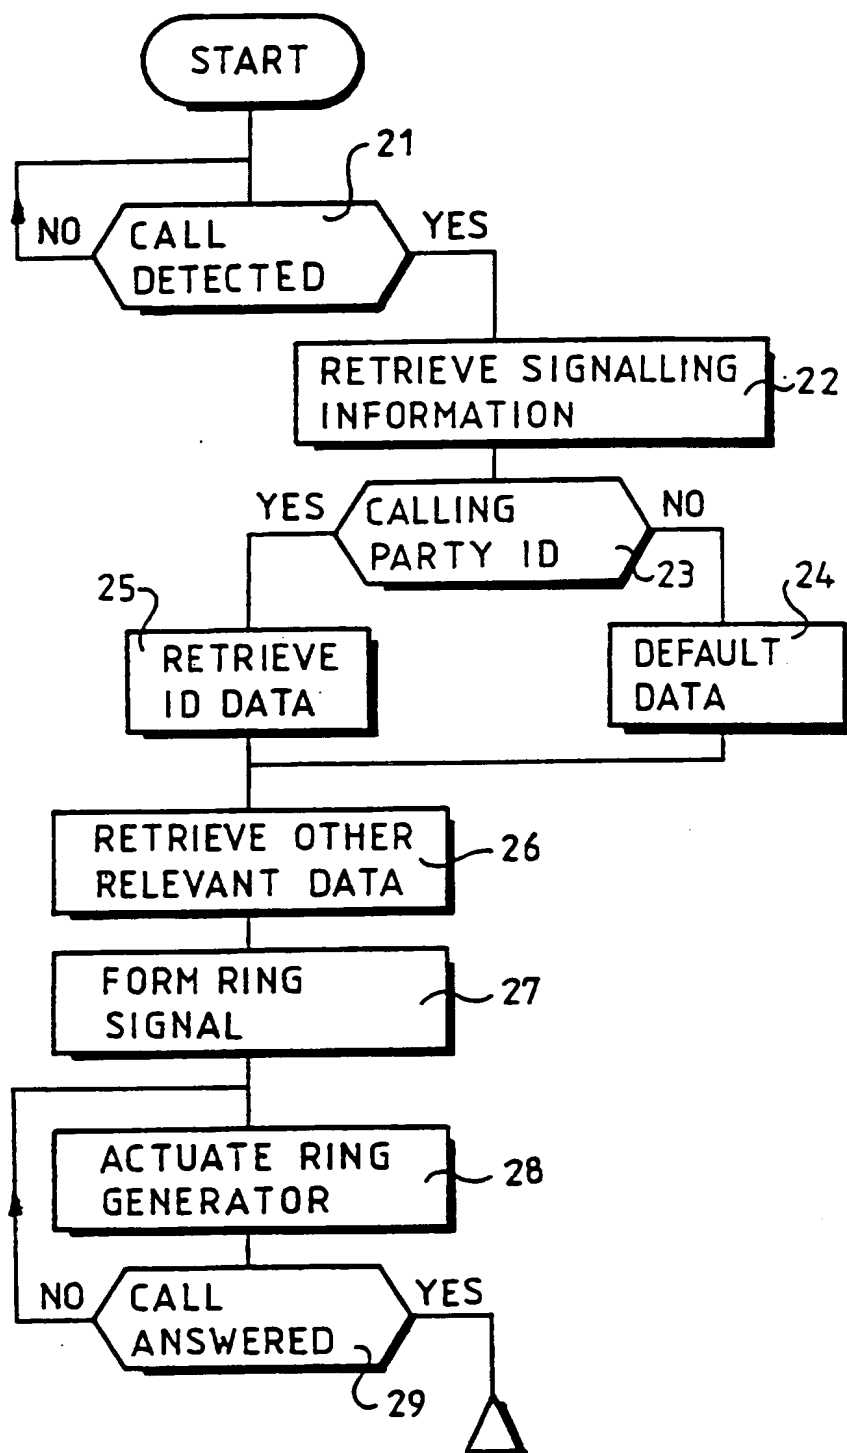 START
21
NO
CALL
DETECTED
YES
RETRIEVE SIGNALLING
INFORMATION
22
YES
CALLING
PARTY ID
NO
23
25
RETRIEVE
ID DATA
24
DEFAULT
DATA
RETRIEVE OTHER
RELEVANT DATA
26
FORM RING
SIGNAL
27
ACTUATE RING
GENERATOR
28
NO
CALL
ANSWERED
YES
29